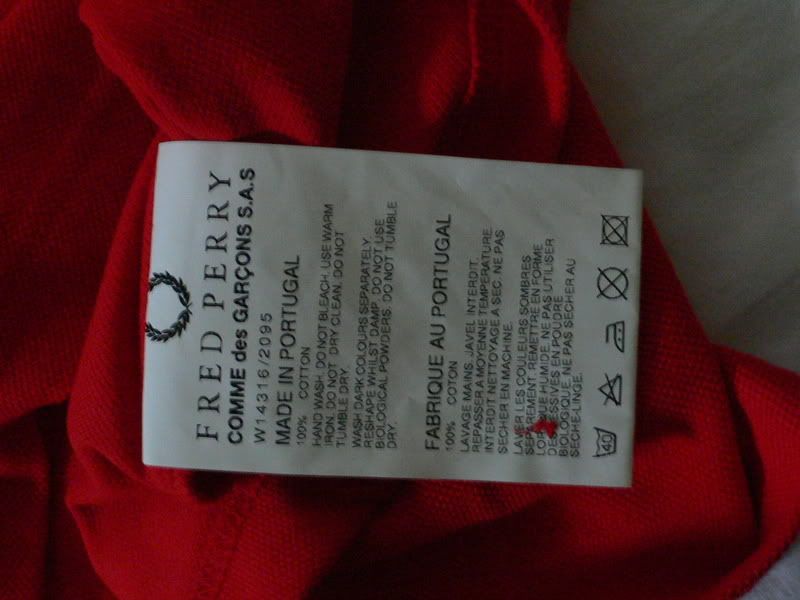 FRED PERRY
COMME des GARÇONS S.A.S
W14316/2095
MADE IN PORTUGAL
100% COTTON
HAND WASH. DO NOT BLEACH. USE WARM
IRON. DO NOT DRY CLEAN. DO NOT
TUMBLE DRY.
WASH DARK COLOURS SEPARATELY.
RESHAPE WHILST DAMP. DO NOT USE
BIOLOGICAL POWDERS. DO NOT TUMBLE
DRY.
FABRIQUE AU PORTUGAL
100% COTON
LAVAGE MAINS. JAVEL INTERDIT.
REPASSER A MOYENNE TEMPERATURE.
INTERDIT NETTOYAGE A SEC. NE PAS
SECHER EN MACHINE.
LAVER LES COULEURS SOMBRES
SEPAREMENT. REMETTRE EN FORME
HUMIDE. NE PAS UTILISER
DES LESSIVES EN POUDRE
BIOLOGIQUE. NE PAS SECHER AU
SECHE-LINGE.
40